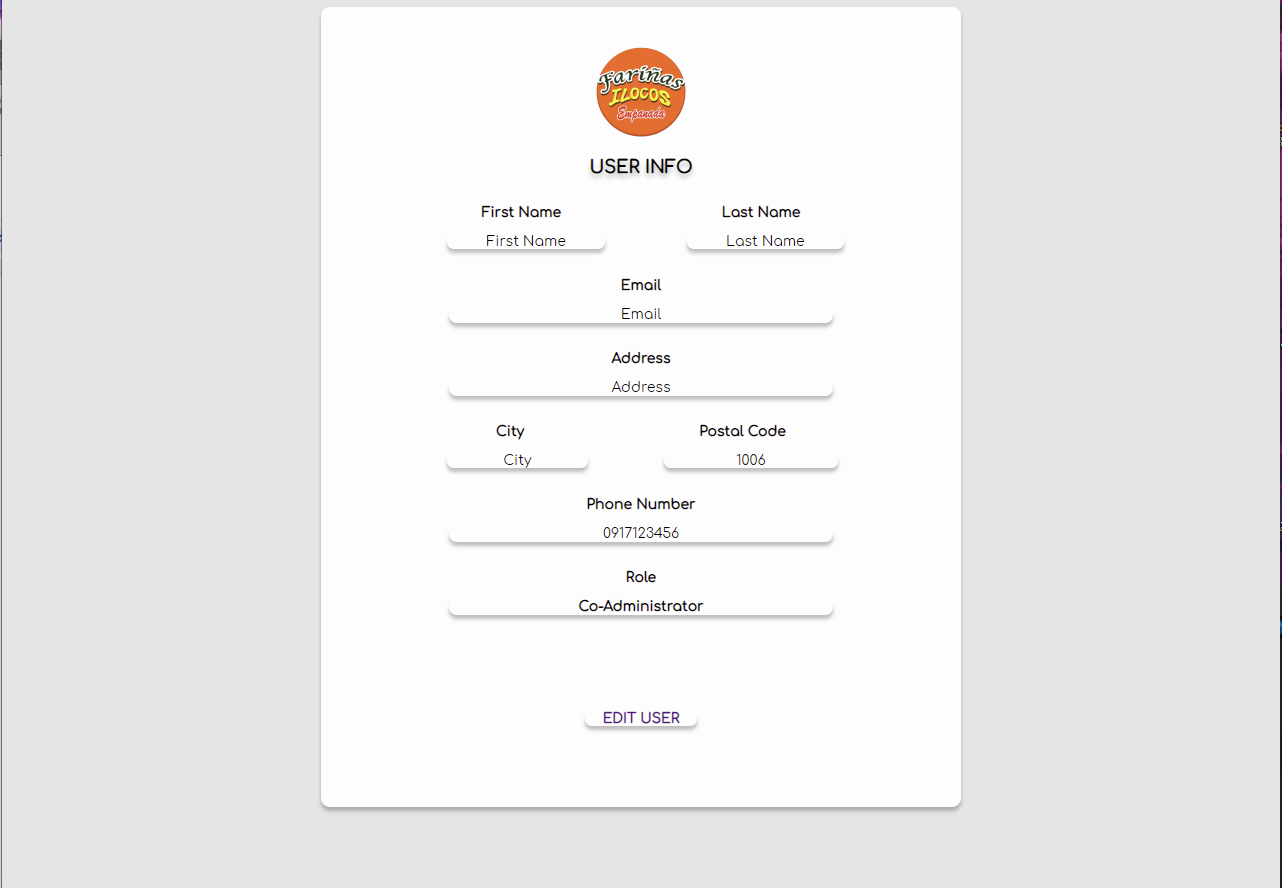 Fariñas
ILOCOS
Empanada
USER INFO
First Name Last Name
First Name Last Name
Email
Email
Address
Address
City Postal Code
City 1006
Phone Number
0917123456
Role
Co-Administrator
EDIT USER